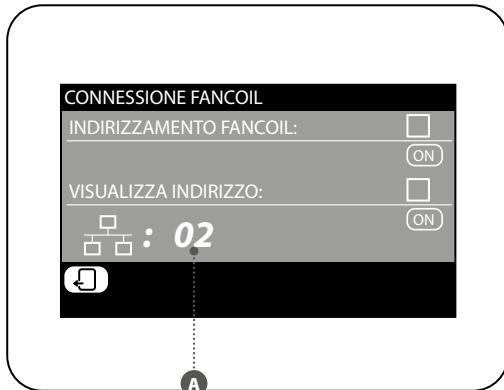 CONNESSIONE FANCOIL
INDIRIZZAMENTO FANCOIL:
ON
VISUALIZZA INDIRIZZO:
ON
: 02
A